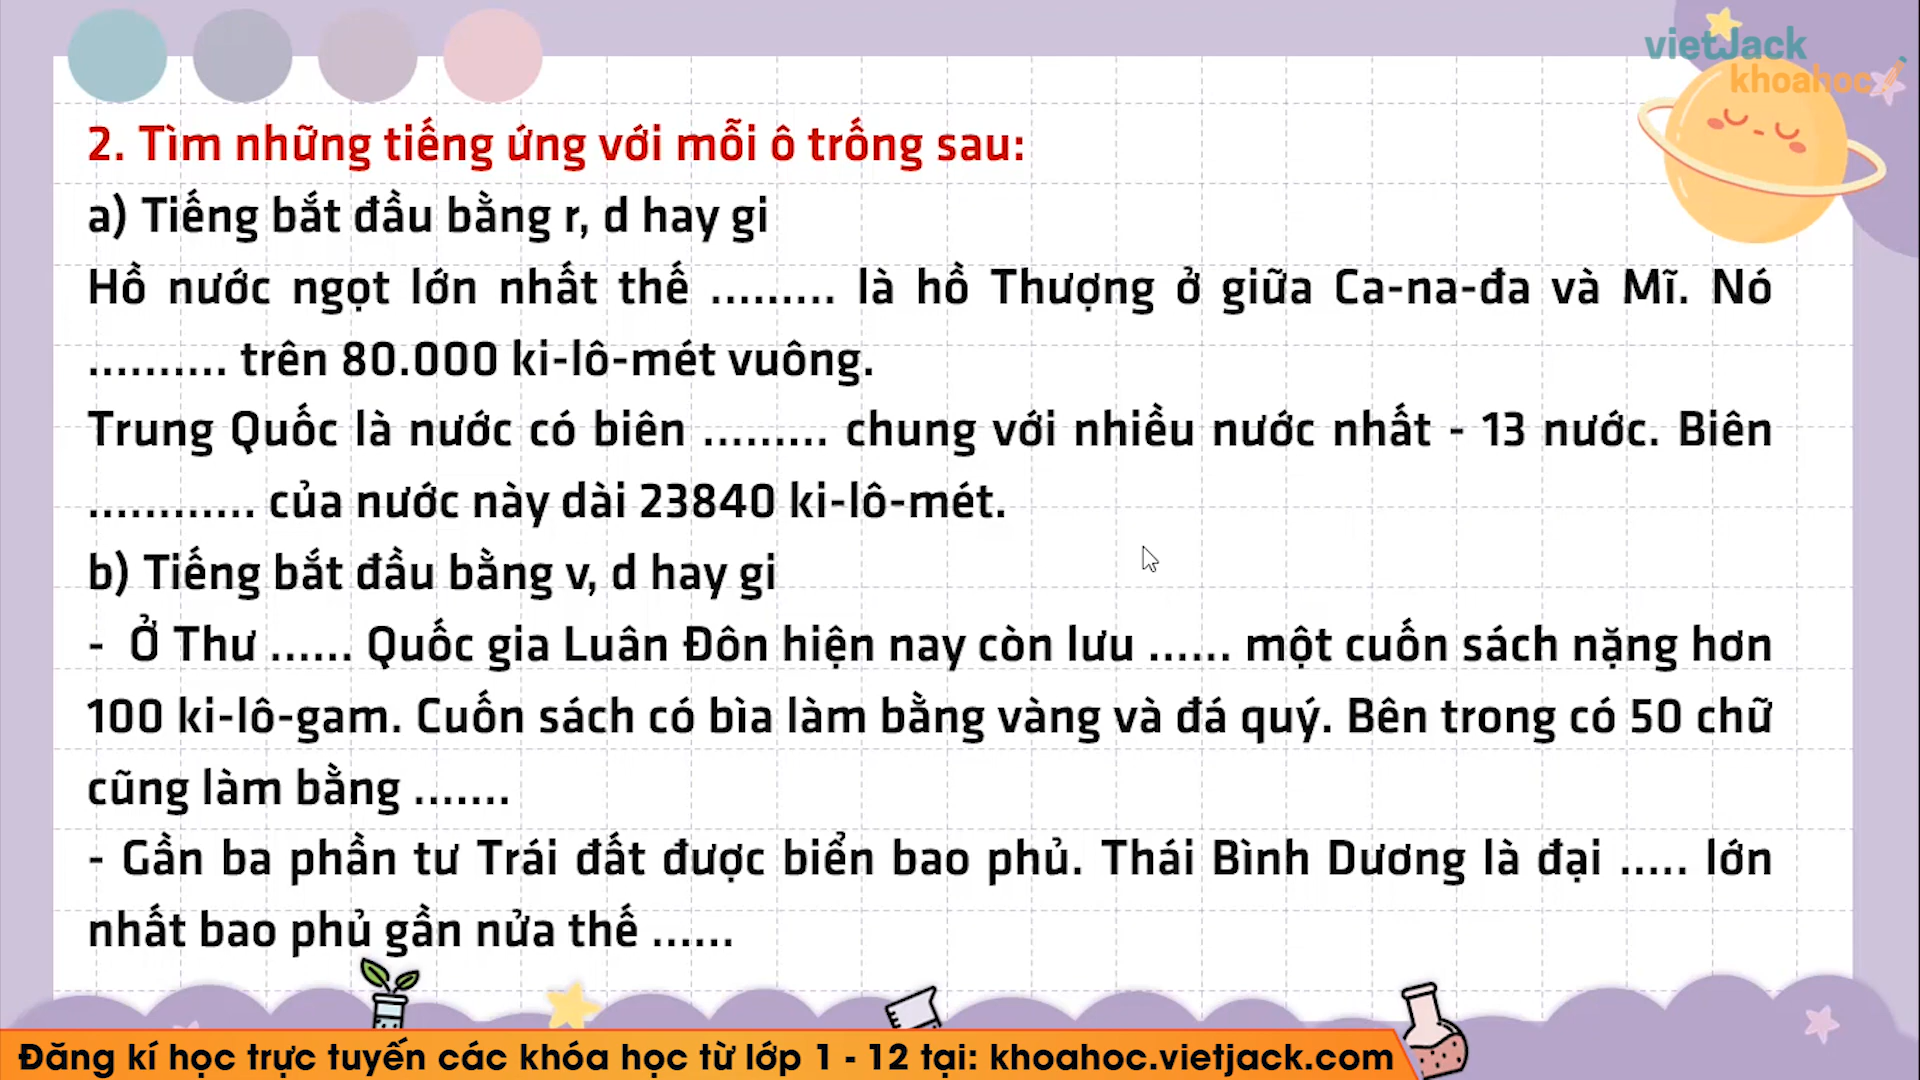 vietJack
khoahoc
2. Tìm những tiếng ứng với mỗi ô trống sau:
a) Tiếng bắt đầu bằng r, d hay gi
Hồ nước ngọt lớn nhất thế ......... là hồ Thượng ở giữa Ca-na-đa và Mĩ. Nó
.......... trên 80.000 ki-lô-mét vuông.
Trung Quốc là nước có biên ......... chung với nhiều nước nhất - 13 nước. Biên
............ của nước này dài 23840 ki-lô-mét.
b) Tiếng bắt đầu bằng v, d hay gi
- Ở Thư ...... Quốc gia Luân Đôn hiện nay còn lưu ...... một cuốn sách nặng hơn
100 ki-lô-gam. Cuốn sách có bìa làm bằng vàng và đá quý. Bên trong có 50 chữ
cũng làm bằng .......
- Gần ba phần tư Trái đất được biển bao phủ. Thái Bình Dương là đại ..... lớn
nhất bao phủ gần nửa thế ......
Đăng kí học trực tuyến các khóa học từ lớp 1 - 12 tại: khoahoc.vietjack.com